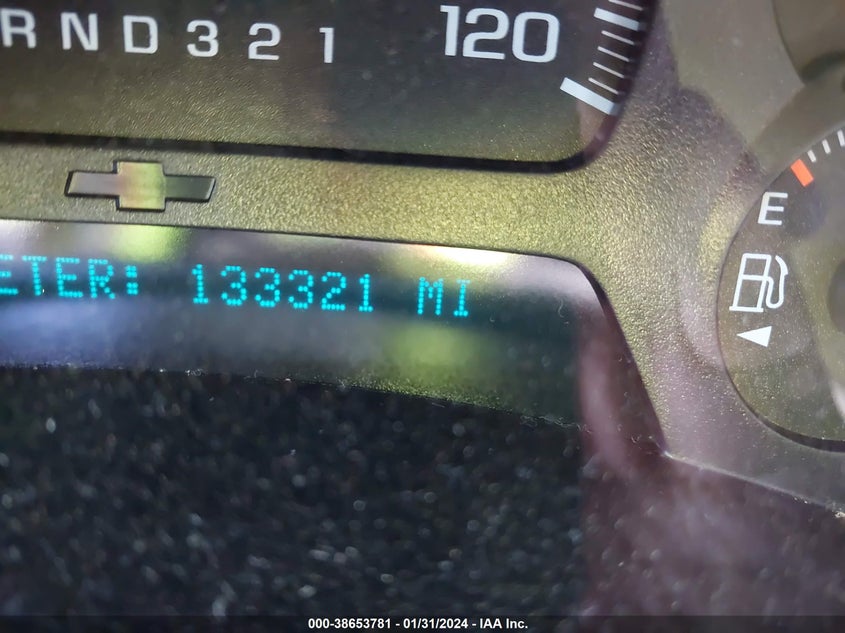 R N D 3 2 1
120
E
ETER: 133321 MI
000-38653781 - 01/31/2024 - IAA Inc.